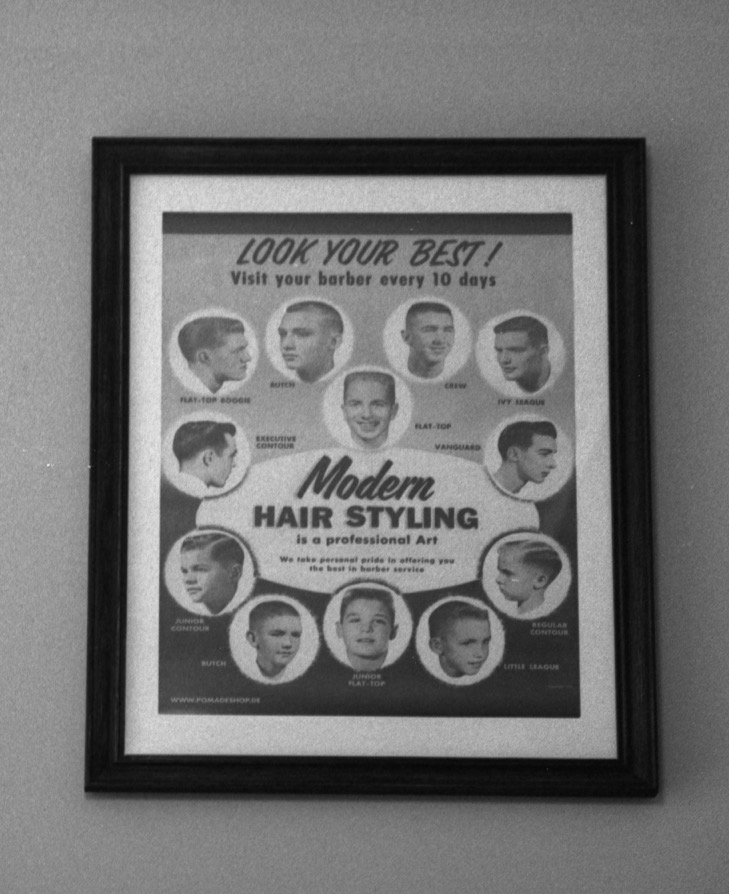 LOOK YOUR BEST!
Visit your barber every 10 days
FLAT-TOP BOOGIE
BUTCH
CREW
IVY LEAGUE
FLAT-TOP
EXECUTIVE
CONTOUR
VANGUARD
Modern
HAIR STYLING
is a professional Art
We take personal pride in offering you
the best in barber service
JUNIOR
CONTOUR
REGULAR
CONTOUR
BUTCH
JUNIOR
FLAT-TOP
LITTLE LEAGUE
WWW.POMADESHOP.DE